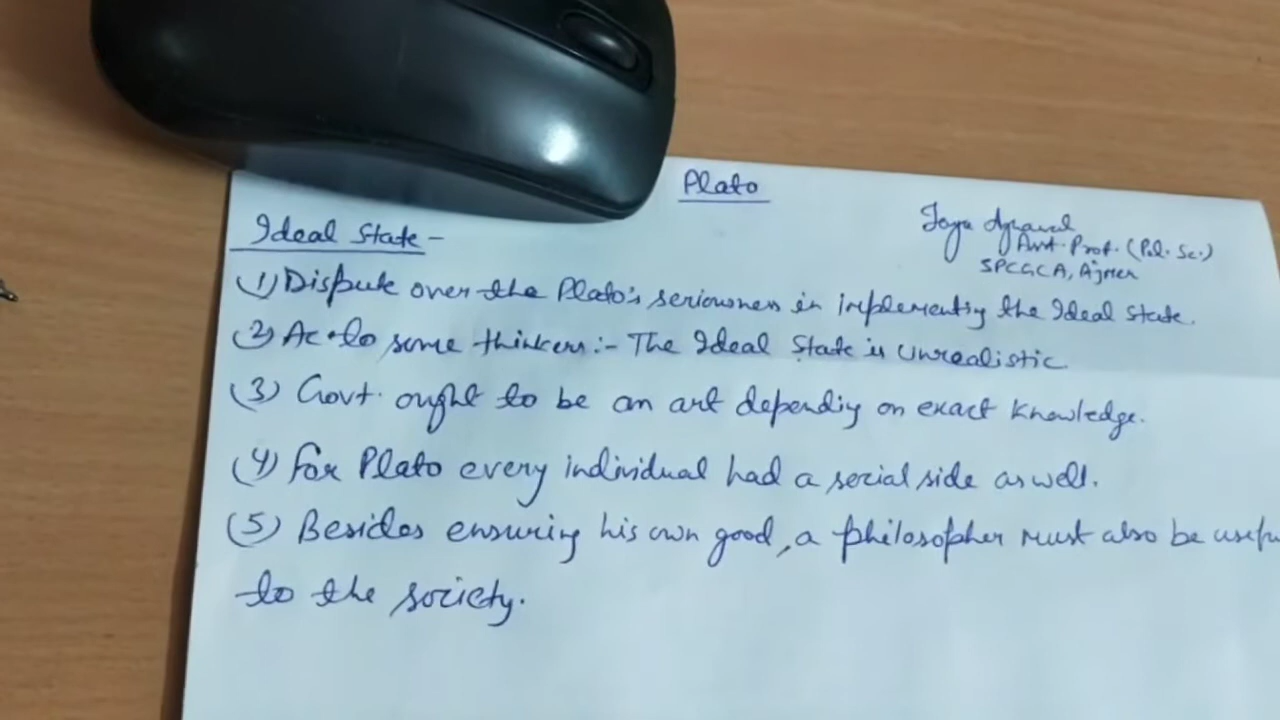 Plato
Jaya Agrawal
Asst. Prof. (Pol. Sc.)
SPCGCA, Ajmer
Ideal State -
(1) Dispute over the Plato's seriousness in implementing the Ideal State.
(2) Ac. to some thinkers:- The Ideal State is Unrealistic
(3) Govt. ought to be an art depending on exact Knowledge.
(4) For Plato every individual had a social side as well.
(5) Besides ensuring his own good, a philosopher must also be usefu
to the society.